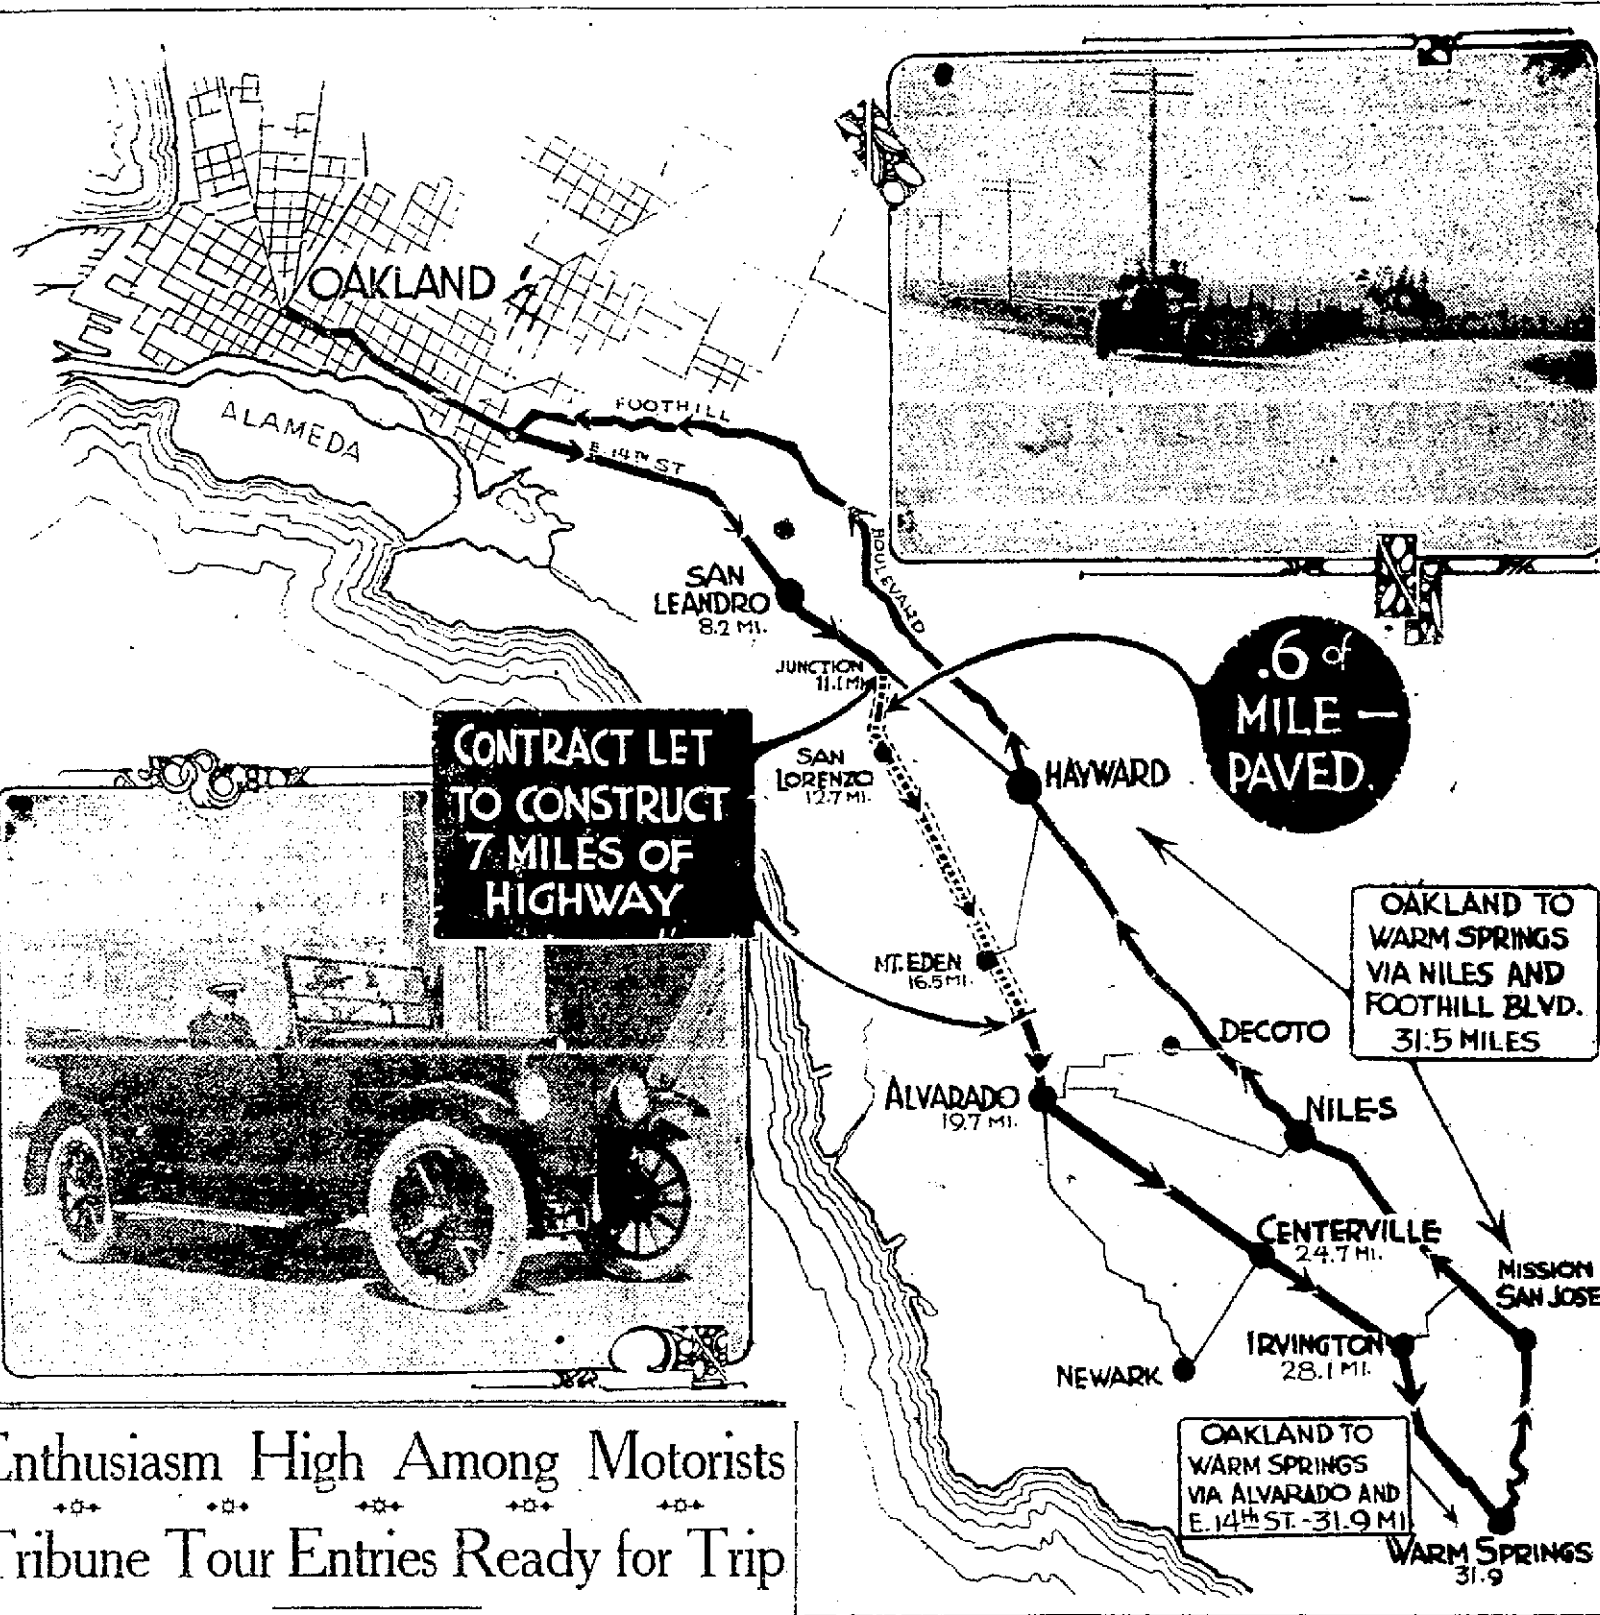 OAKLAND
ALAMEDA
FOOTHILL
E. 14TH ST
BOULEVARD
SAN
LEANDRO
8.2 MI.
JUNCTION
11.1 MI.
.6 of
MILE —
PAVED.
CONTRACT LET
TO CONSTRUCT
7 MILES OF
HIGHWAY
SAN
LORENZO
12.7 MI.
HAYWARD
OAKLAND TO
WARM SPRINGS
VIA NILES AND
FOOTHILL BLVD.
31.5 MILES
MT. EDEN
16.5 MI.
DECOTO
ALVARADO
19.7 MI.
NILES
CENTERVILLE
24.7 MI.
MISSION
SAN JOSE
IRVINGTON
28.1 MI.
NEWARK
OAKLAND TO
WARM SPRINGS
VIA ALVARADO AND
E. 14TH ST. - 31.9 MI
WARM SPRINGS
31.9
Enthusiasm High Among Motorists
Tribune Tour Entries Ready for Trip